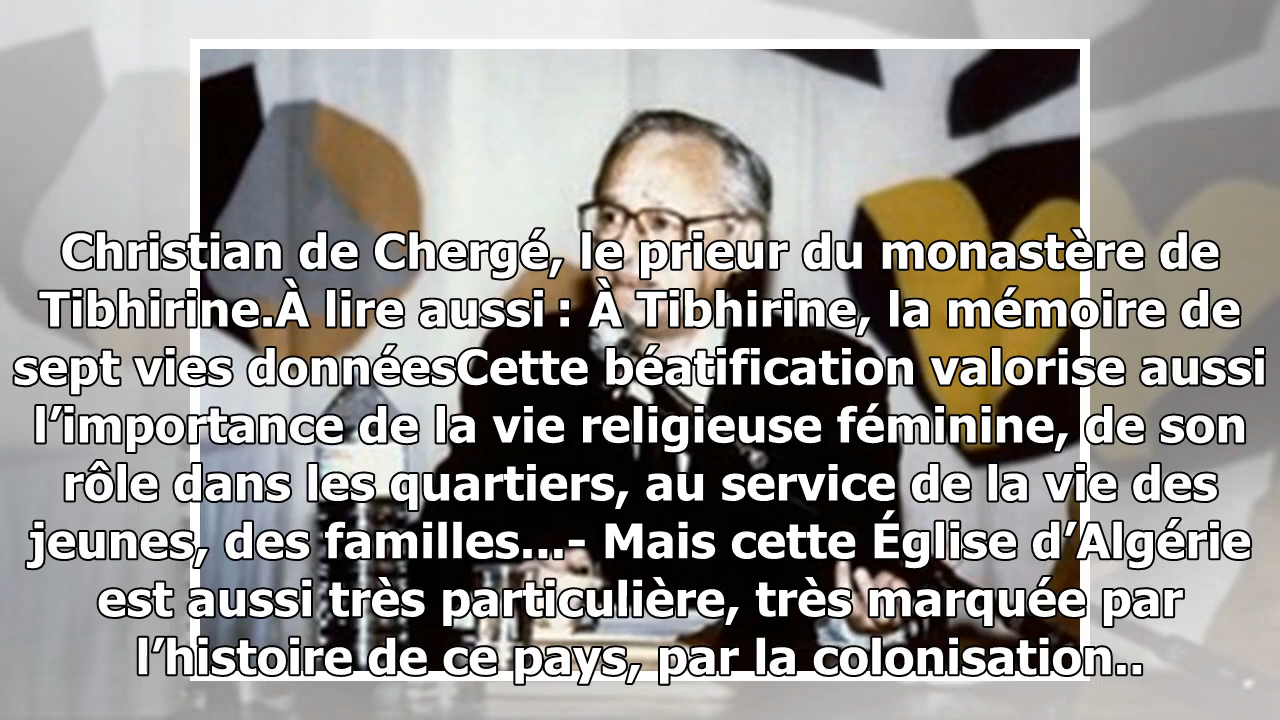 Christian de Chergé, le prieur du monastère de
Tibhirine.À lire aussi : À Tibhirine, la mémoire de
sept vies donnéesCette béatification valorise aussi
l’importance de la vie religieuse féminine, de son
rôle dans les quartiers, au service de la vie des
jeunes, des familles...- Mais cette Église d’Algérie
est aussi très particulière, très marquée par
l’histoire de ce pays, par la colonisation..